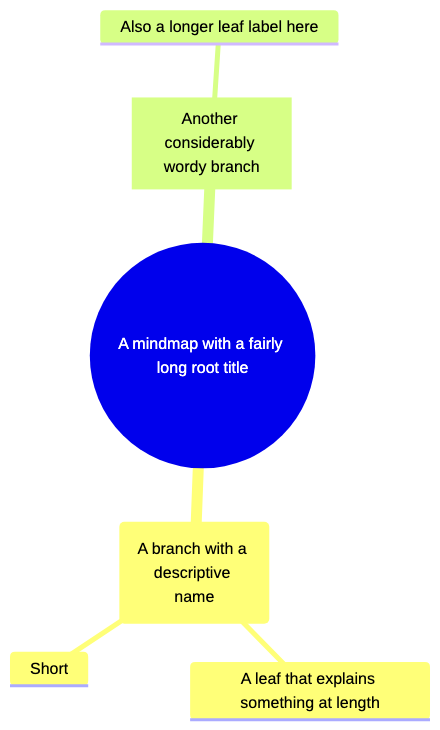 Also a longer leaf label here
Another
considerably
wordy branch
A mindmap with a fairly
long root title
A branch with a
descriptive
name
Short
A leaf that explains
something at length